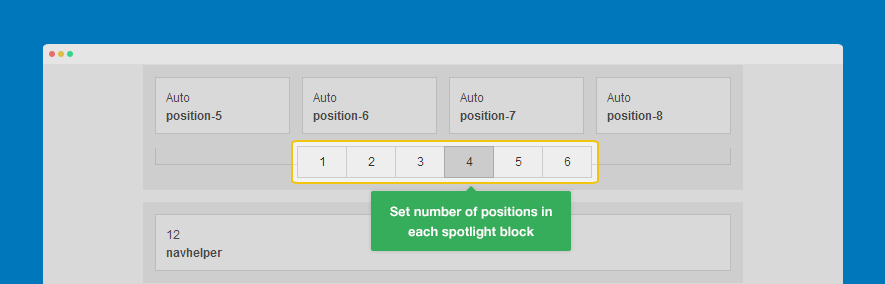 Auto
position-5
Auto
position-6
Auto
position-7
Auto
position-8
1 2 3 4 5 6
Set number of positions in
each spotlight block
12
navhelper